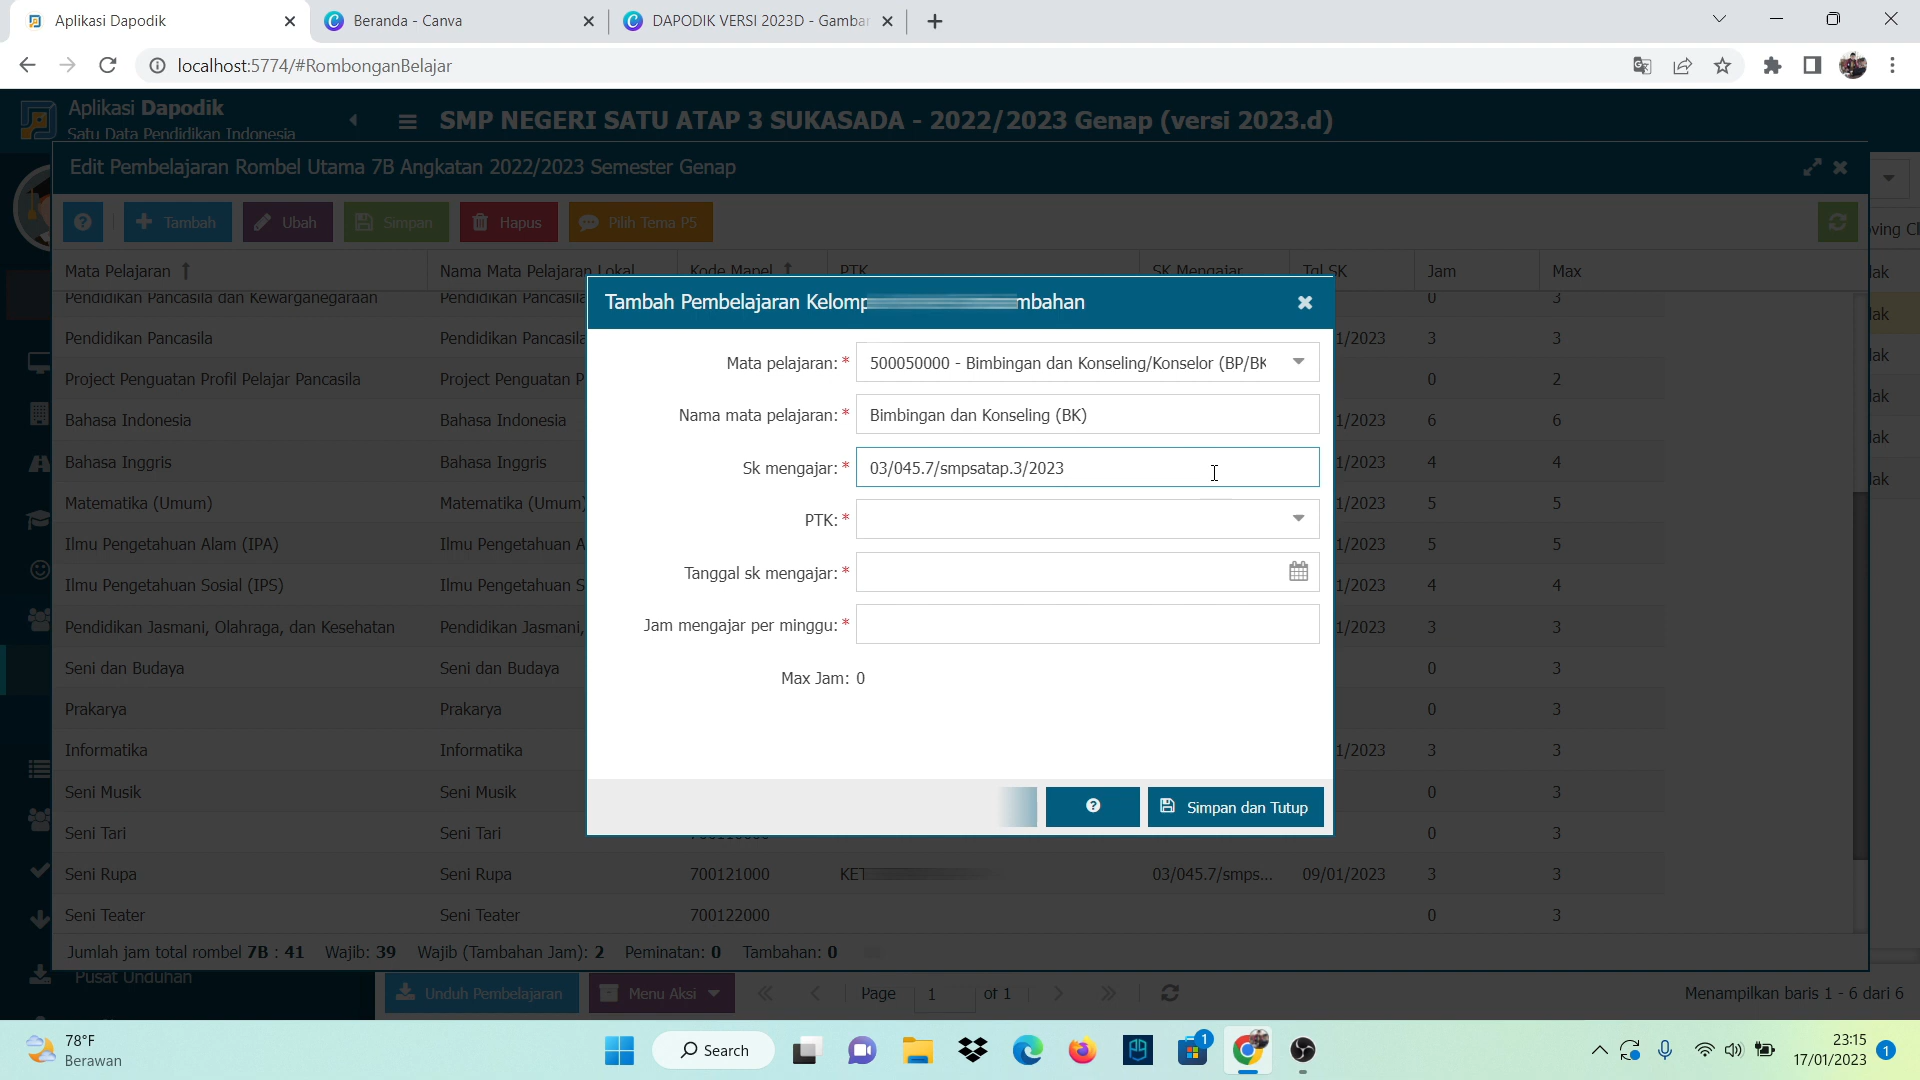 Aplikasi Dapodik
Beranda - Canva
DAPODIK VERSI 2023D - Gambar
localhost:5774/#RombonganBelajar
Aplikasi Dapodik
Satu Data Pendidikan Indonesia
SMP NEGERI SATU ATAP 3 SUKASADA - 2022/2023 Genap (versi 2023.d)
Edit Pembelajaran Rombel Utama 7B Angkatan 2022/2023 Semester Genap
Tambah Ubah Simpan Hapus Pilih Tema P5
Mata Pelajaran Nama Mata Pelajaran Lokal Kode Mapel PTK SK Mengajar Tgl SK Jam Max
Pendidikan Pancasila dan Kewarganegaraan Pendidikan Pancasila 0 3
Pendidikan Pancasila Pendidikan Pancasila 1/2023 3 3
Project Penguatan Profil Pelajar Pancasila Project Penguatan P 0 2
Bahasa Indonesia Bahasa Indonesia 1/2023 6 6
Bahasa Inggris Bahasa Inggris 1/2023 4 4
Matematika (Umum) Matematika (Umum) 1/2023 5 5
Ilmu Pengetahuan Alam (IPA) Ilmu Pengetahuan A 1/2023 5 5
Ilmu Pengetahuan Sosial (IPS) Ilmu Pengetahuan S 1/2023 4 4
Pendidikan Jasmani, Olahraga, dan Kesehatan Pendidikan Jasmani, 1/2023 3 3
Seni dan Budaya Seni dan Budaya 0 3
Prakarya Prakarya 0 3
Informatika Informatika 1/2023 3 3
Seni Musik Seni Musik 0 3
Seni Tari Seni Tari 0 3
Seni Rupa Seni Rupa 700121000 KET 03/045.7/smps... 09/01/2023 3 3
Seni Teater Seni Teater 700122000 0 3
Jumlah jam total rombel 7B : 41 Wajib: 39 Wajib (Tambahan Jam): 2 Peminatan: 0 Tambahan: 0
Tambah Pembelajaran Kelomp mbahan
Mata pelajaran:* 500050000 - Bimbingan dan Konseling/Konselor (BP/BK
Nama mata pelajaran:* Bimbingan dan Konseling (BK)
Sk mengajar:* 03/045.7/smpsatap.3/2023
PTK:*
Tanggal sk mengajar:*
Jam mengajar per minggu:*
Max Jam: 0
Simpan dan Tutup
ving Cl
lak
lak
lak
lak
lak
lak
Pusat Unduhan
Unduh Pembelajaran Menu Aksi Page 1 of 1 Menampilkan baris 1 - 6 dari 6
78°F
Berawan
Search
1
23:15
17/01/2023
1